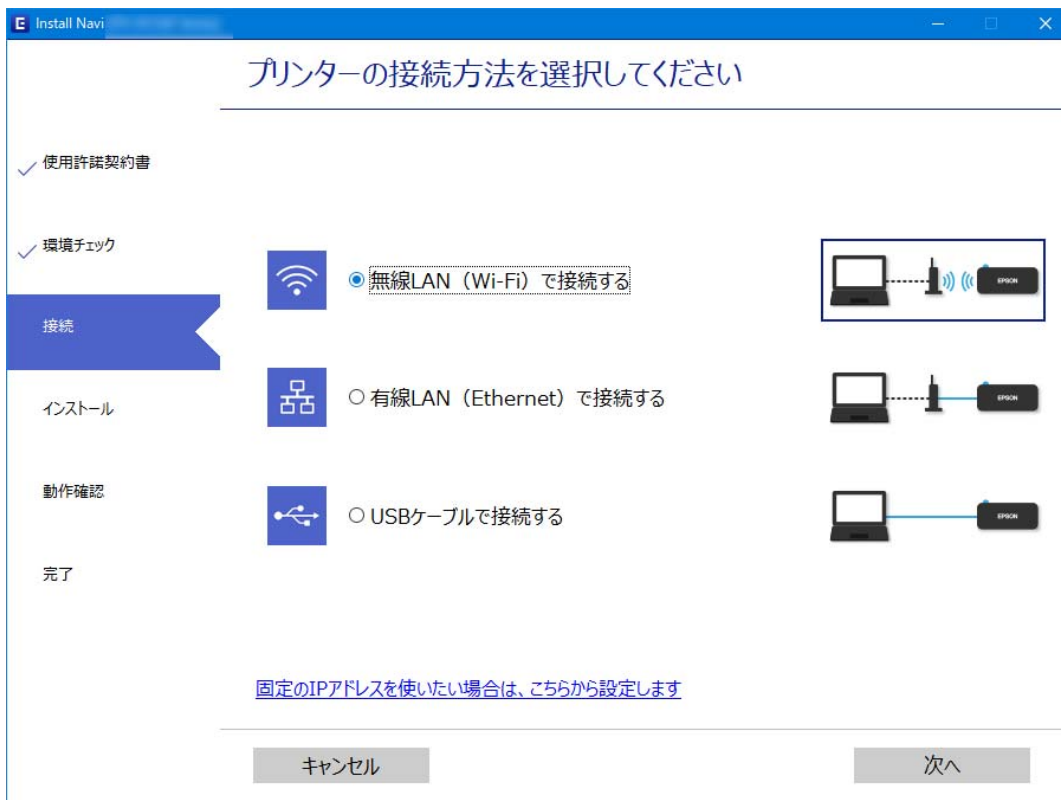 E Install Navi
プリンターの接続方法を選択してください
使用許諾契約書
環境チェック
接続
インストール
動作確認
完了
無線LAN（Wi-Fi）で接続する
EPSON
有線LAN（Ethernet）で接続する
EPSON
USBケーブルで接続する
EPSON
固定のIPアドレスを使いたい場合は、こちらから設定します
キャンセル
次へ